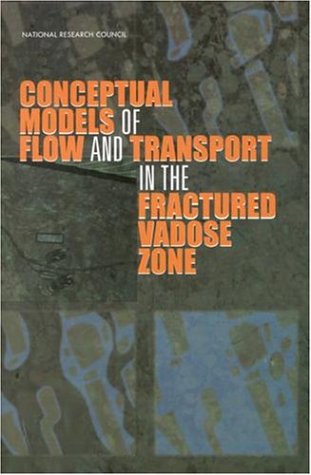 NATIONAL RESEARCH COUNCIL
CONCEPTUAL
MODELS OF
FLOW AND TRANSPORT
IN THE
FRACTURED
VADOSE
ZONE